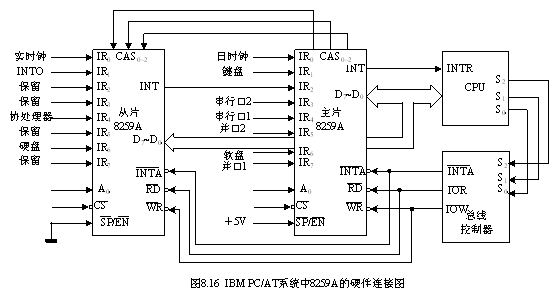 实时钟 IR0 CAS0~2 日时钟 IR0 CAS0~2
INTO IR1 键盘 IR1 INT INTR S2
保留 IR2 INT IR2 CPU S1
保留 IR3 从片 串行口2 IR3 主片 D7~D0 S0
协处理器 IR4 8259A 串行口1 IR4 8259A
保留 IR5 D7~D0 并口2 IR5
硬盘 IR6 软盘 IR6
保留 IR7 并口1 IR7
INTA INTA INTA S2
A0 RD A0 RD IOR S1 S0
CS WR CS WR IOW 总线
SP/EN +5V SP/EN 控制器
图8.16 IBM PC/AT系统中8259A的硬件连接图